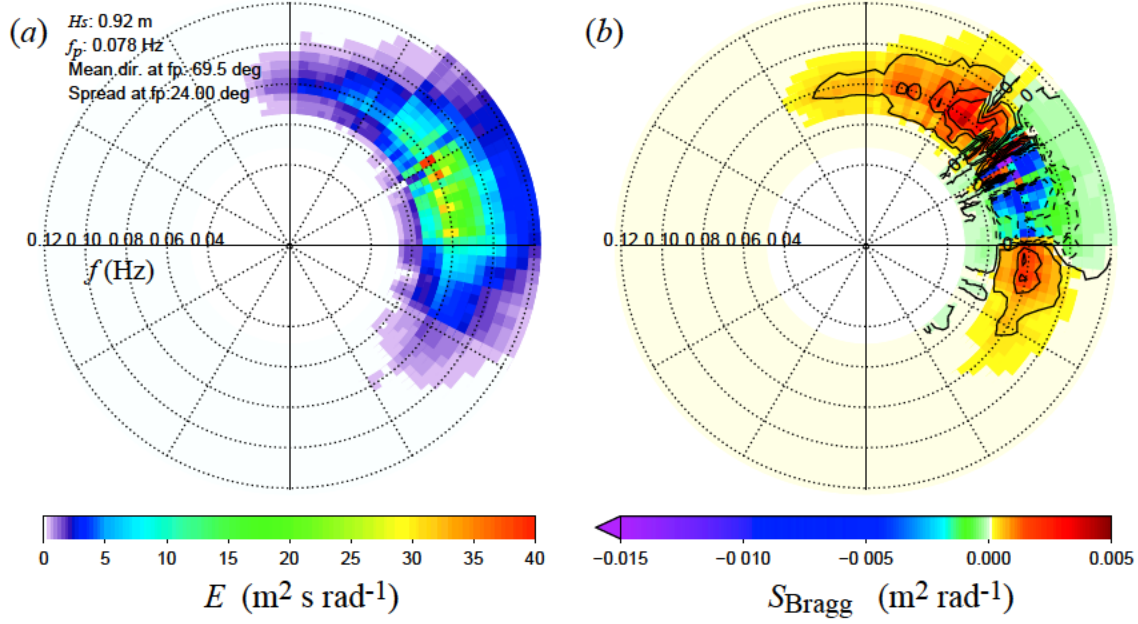 (a)
Hs: 0.92 m
fp: 0.078 Hz
Mean dir. at fp: 69.5 deg
Spread at fp:24.00 deg
0.12 0.10 0.08 0.06 0.04
f (Hz)
0 5 10 15 20 25 30 35 40
E (m2 s rad-1)
(b)
0.12 0.10 0.08 0.06 0.04
−0.015 −0.010 −0.005 0.000 0.005
SBragg (m2 rad-1)